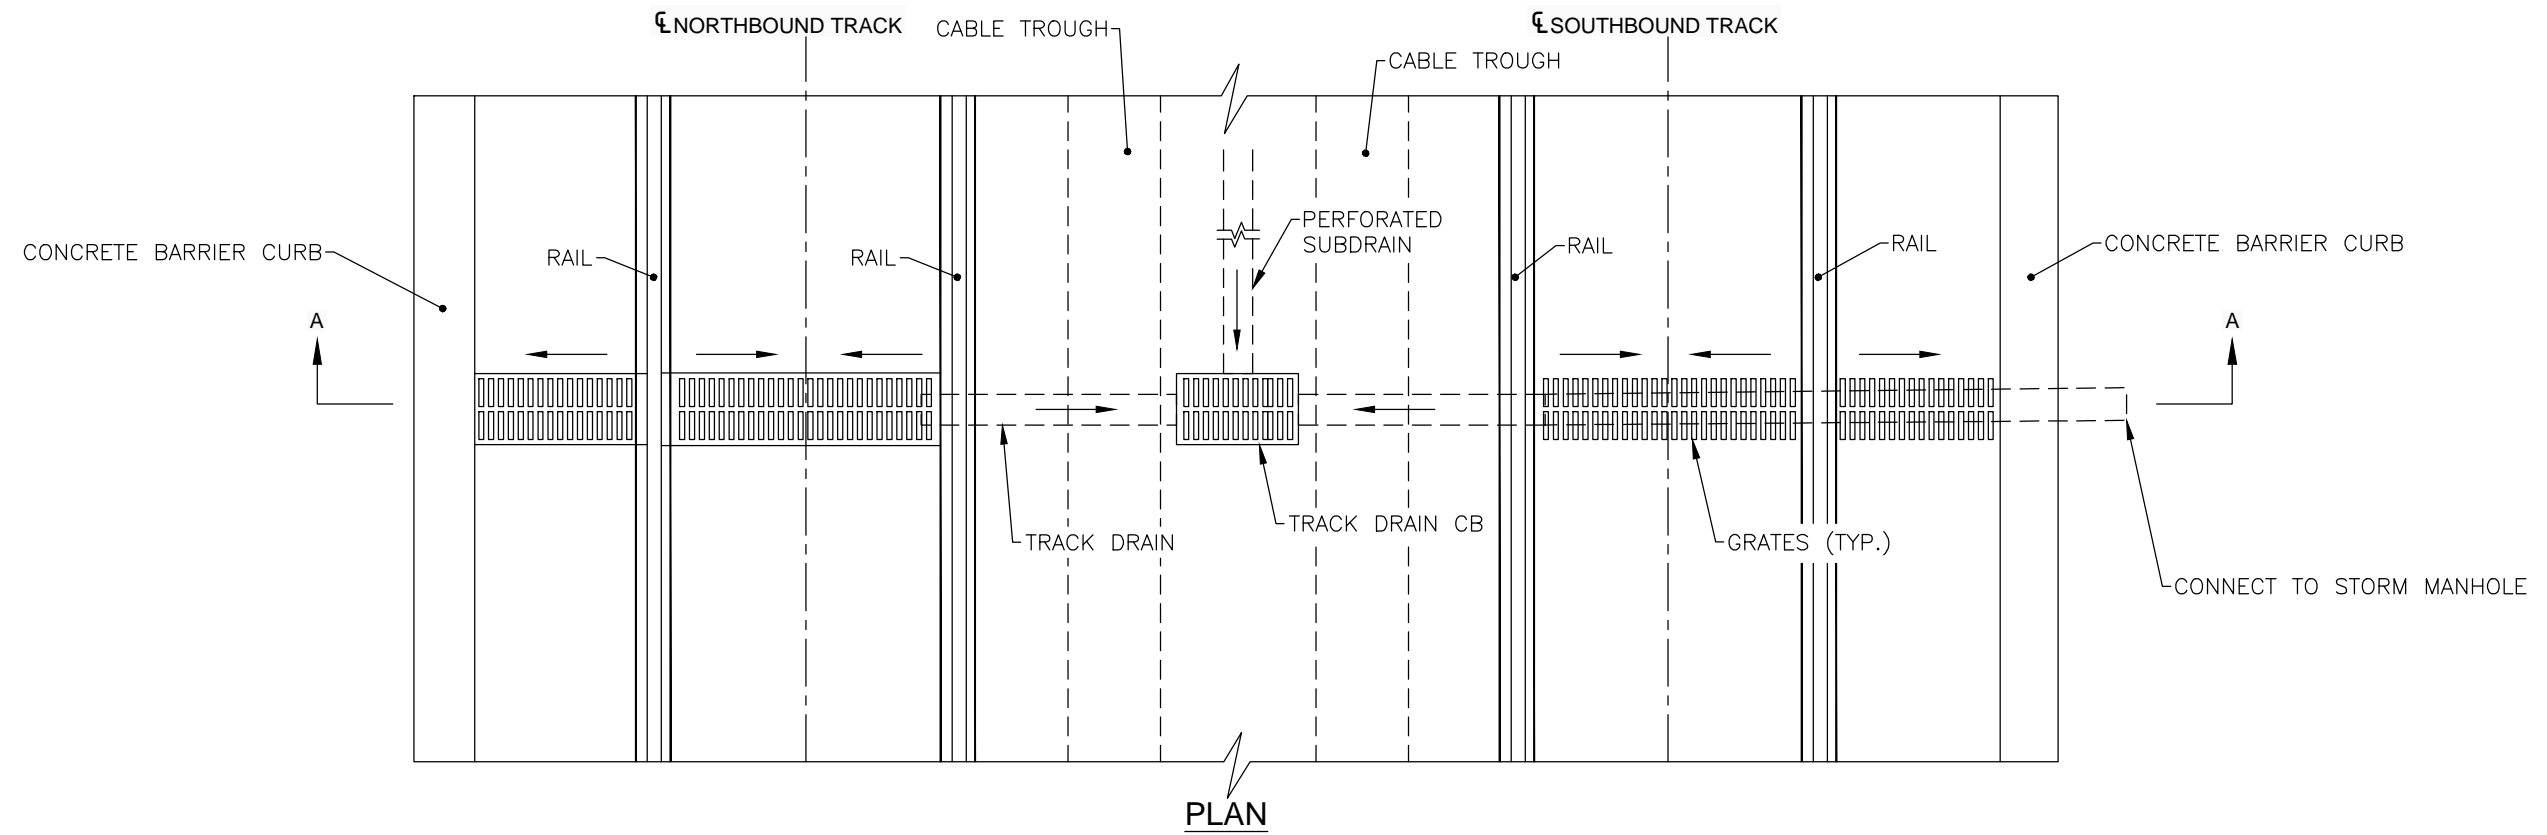 ℄ NORTHBOUND TRACK
CABLE TROUGH
℄ SOUTHBOUND TRACK
CABLE TROUGH
PERFORATED
SUBDRAIN
CONCRETE BARRIER CURB
RAIL
RAIL
RAIL
RAIL
CONCRETE BARRIER CURB
A
A
TRACK DRAIN
TRACK DRAIN CB
GRATES (TYP.)
CONNECT TO STORM MANHOLE
PLAN